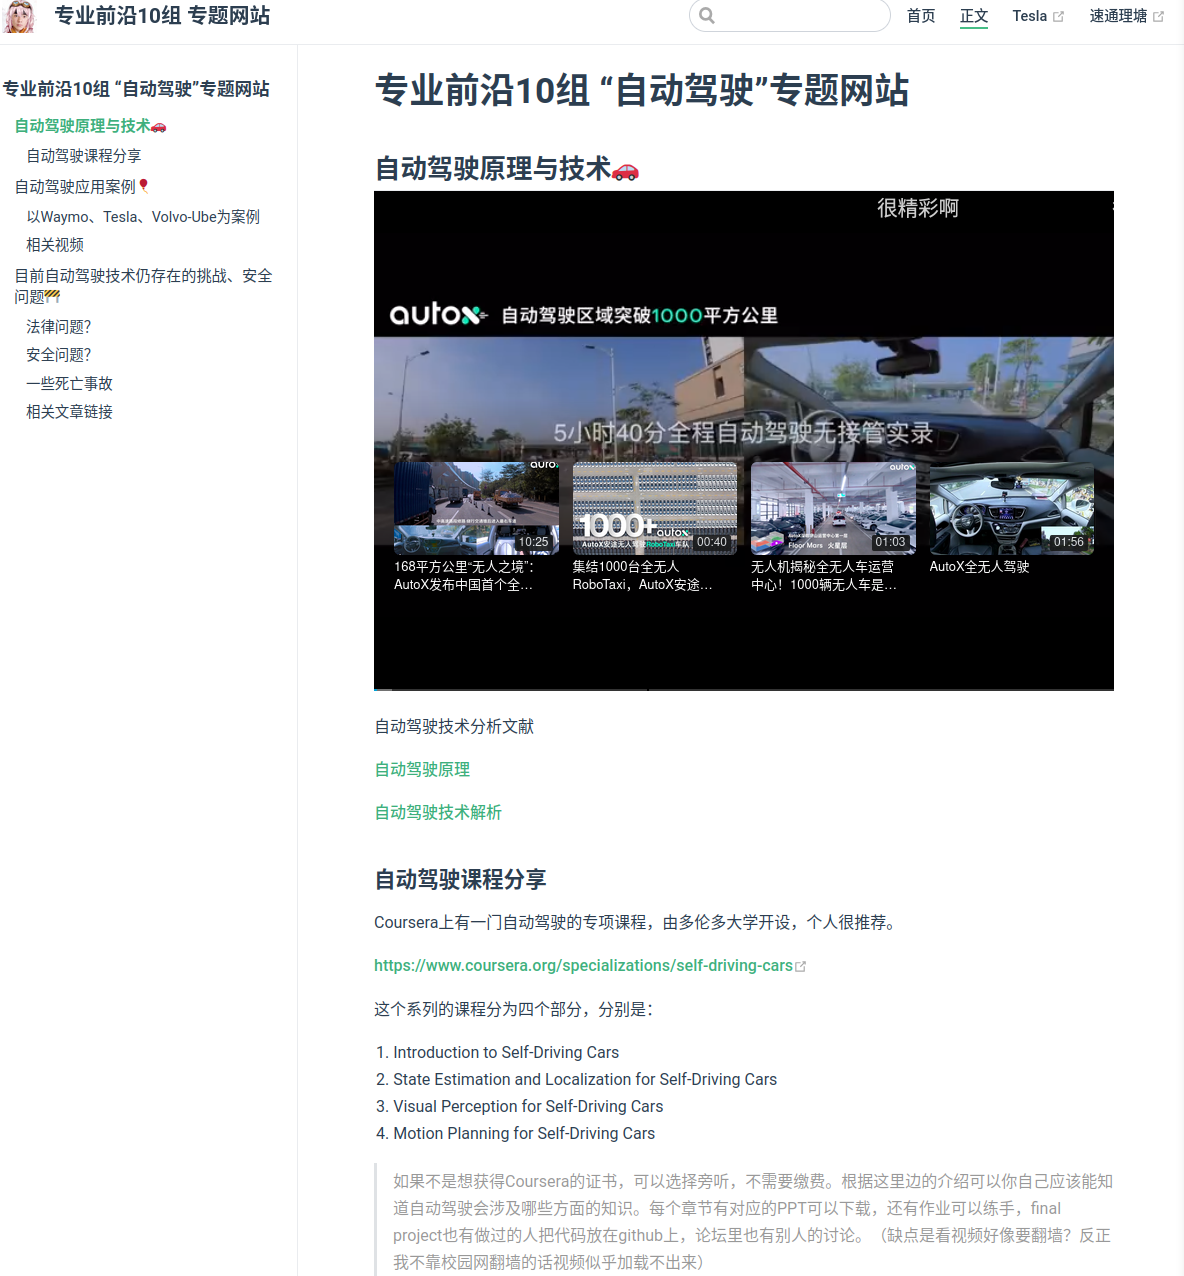 专业前沿10组 专题网站
首页
正文
Tesla
速通理塘
专业前沿10组 “自动驾驶”专题网站
自动驾驶原理与技术🚗
自动驾驶课程分享
自动驾驶应用案例🎈
以Waymo、Tesla、Volvo-Ube为案例
相关视频
目前自动驾驶技术仍存在的挑战、安全
问题🚧
法律问题?
安全问题?
一些死亡事故
相关文章链接
专业前沿10组 “自动驾驶”专题网站
自动驾驶原理与技术🚗
很精彩啊
autox 自动驾驶区域突破1000平方公里
5小时40分全程自动驾驶无接管实录
autox
10:25
1000+
autox
AutoX安途无人驾驶RoboTaxi车队
00:40
autox
Floor Mars 火星层
01:03
01:56
168平方公里“无人之境”：
AutoX发布中国首个全...
集结1000台全无人
RoboTaxi，AutoX安途...
无人机揭秘全无人车运营
中心！1000辆无人车是...
AutoX全无人驾驶
自动驾驶技术分析文献
自动驾驶原理
自动驾驶技术解析
自动驾驶课程分享
Coursera上有一门自动驾驶的专项课程，由多伦多大学开设，个人很推荐。
https://www.coursera.org/specializations/self-driving-cars
这个系列的课程分为四个部分，分别是：
1. Introduction to Self-Driving Cars
2. State Estimation and Localization for Self-Driving Cars
3. Visual Perception for Self-Driving Cars
4. Motion Planning for Self-Driving Cars
如果不是想获得Coursera的证书，可以选择旁听，不需要缴费。根据这里边的介绍可以你自己应该能知
道自动驾驶会涉及哪些方面的知识。每个章节有对应的PPT可以下载，还有作业可以练手，final
project也有做过的人把代码放在github上，论坛里也有别人的讨论。（缺点是看视频好像要翻墙？反正
我不靠校园网翻墙的话视频似乎加载不出来）